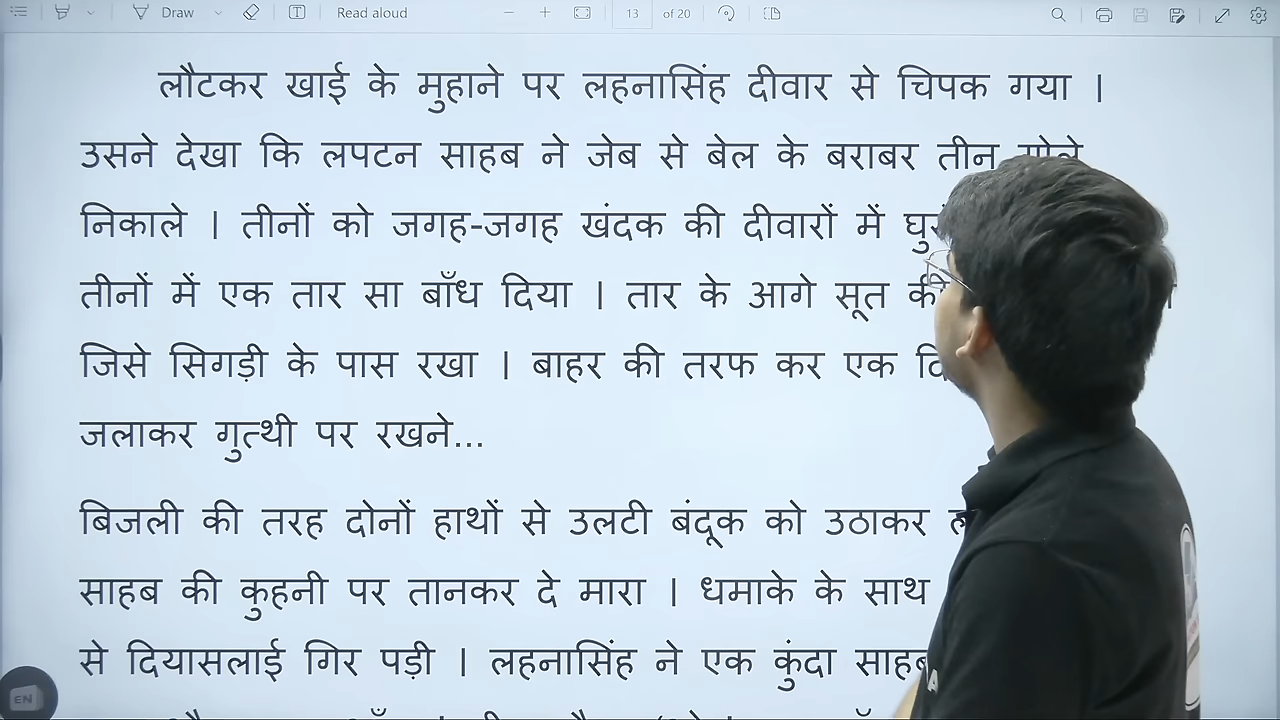 Draw Read aloud 13 of 20
लौटकर खाई के मुहाने पर लहनासिंह दीवार से चिपक गया |
उसने देखा कि लपटन साहब ने जेब से बेल के बराबर तीन
निकाले | तीनों को जगह-जगह खंदक की दीवारों में
तीनों में एक तार सा बाँध दिया | तार के आगे सूत
जिसे सिगड़ी के पास रखा | बाहर की तरफ कर एक
जलाकर गुत्थी पर रखने...
बिजली की तरह दोनों हाथों से उलटी बंदूक को उठाकर
साहब की कुहनी पर तानकर दे मारा | धमाके के साथ
से दियासलाई गिर पड़ी | लहनासिंह ने एक कुंदा
EN